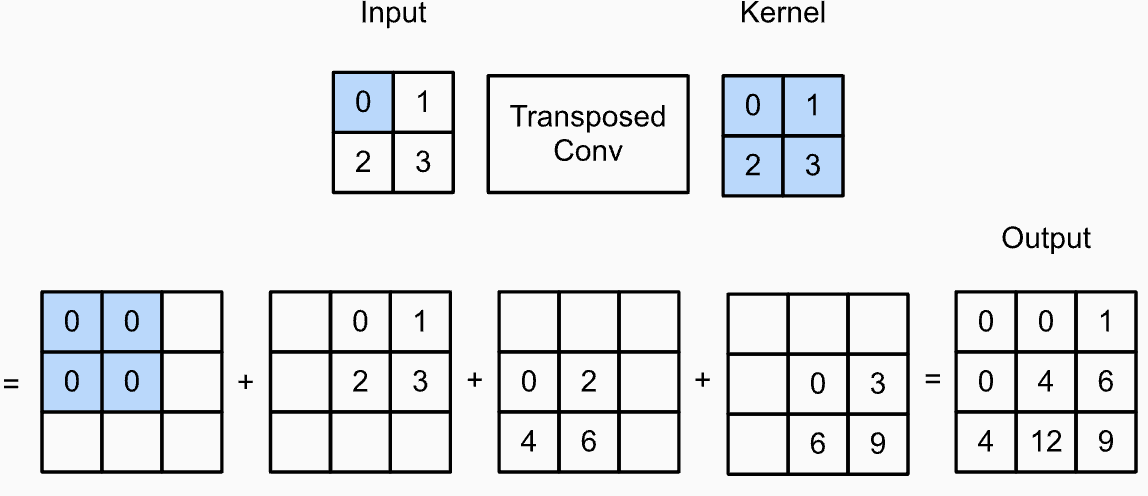 Input Kernel
0 1 Transposed 0 1
Conv
2 3 2 3
Output
0 0 0 1 0 0 1
= 0 0 + 2 3 + 0 2 + 0 3 = 0 4 6
4 6 6 9 4 12 9